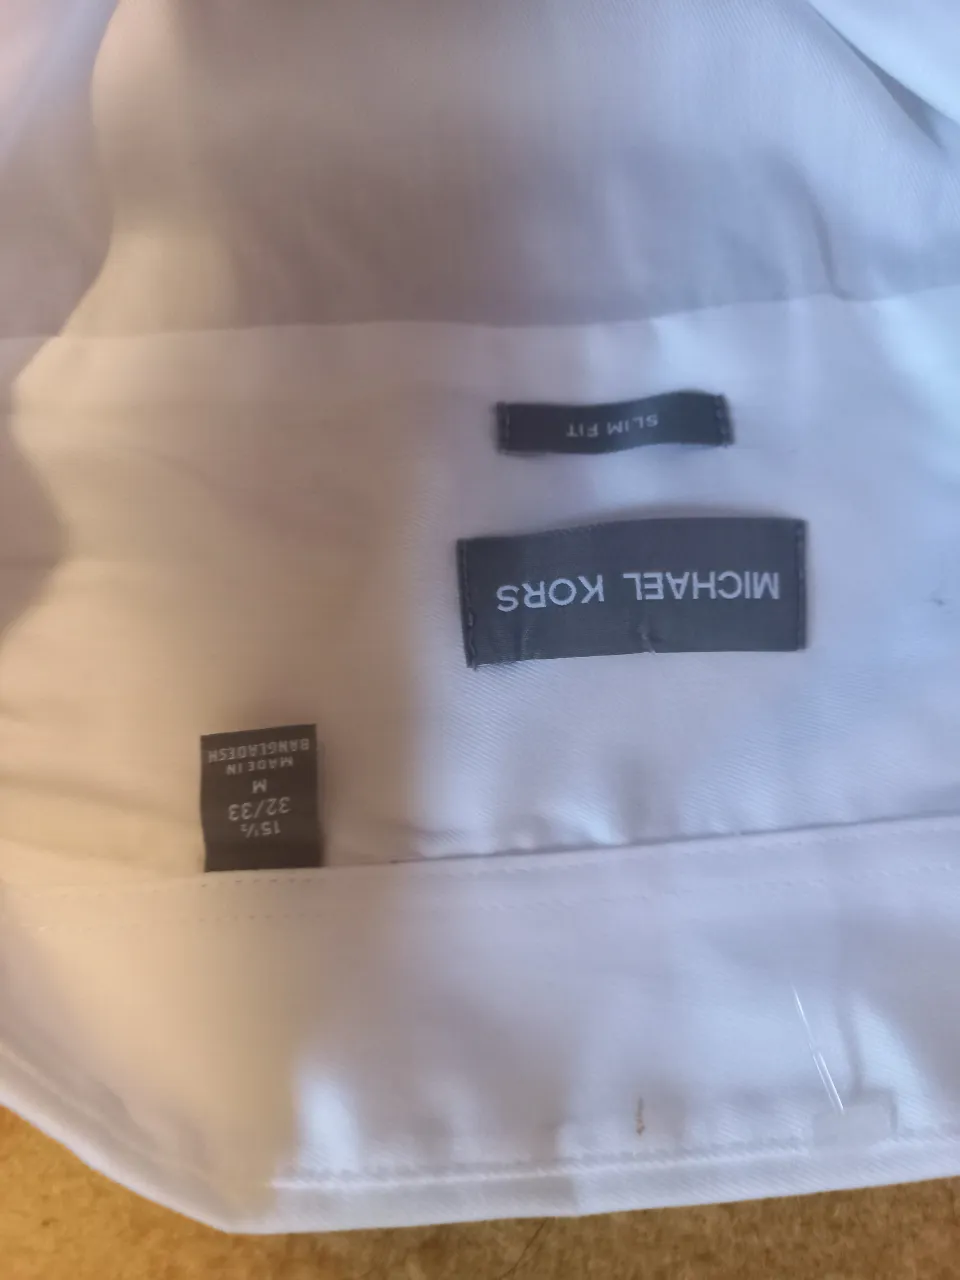 15½
32/33
M
MADE IN
BANGLADESH
MICHAEL KORS
SLIM FIT